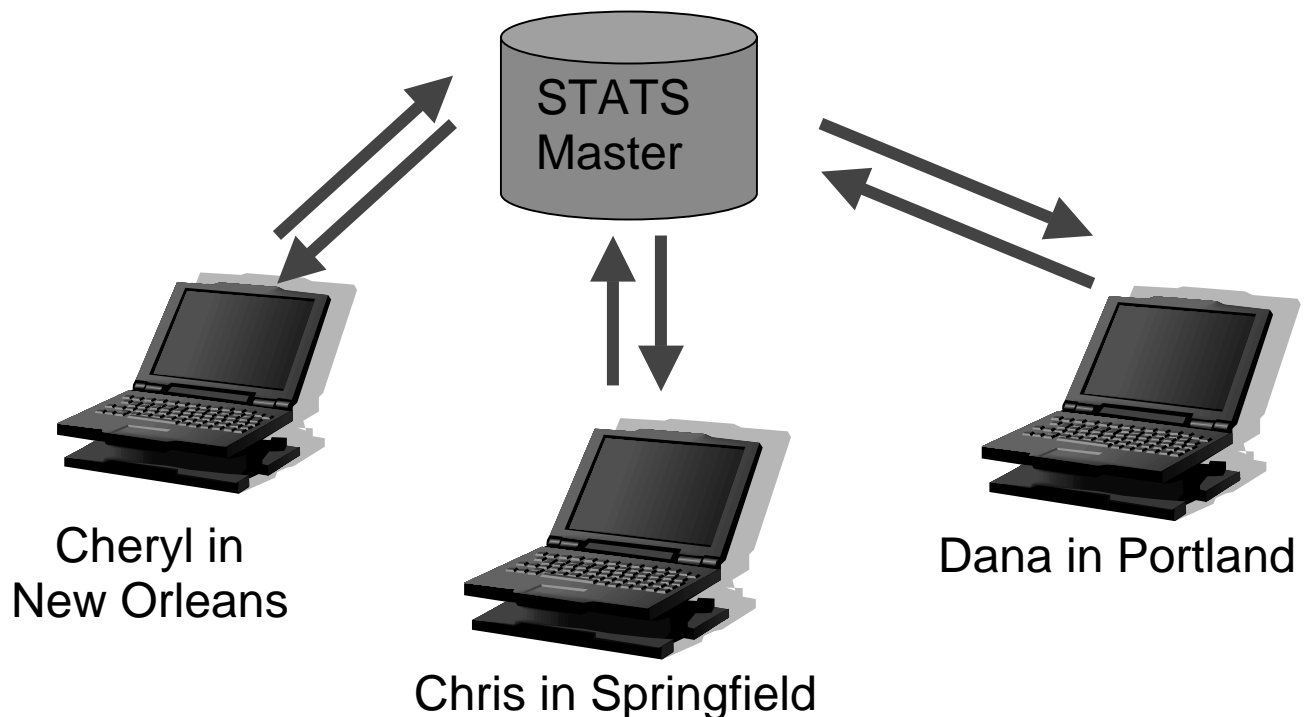 STATS
Master
Cheryl in
New Orleans
Dana in Portland
Chris in Springfield